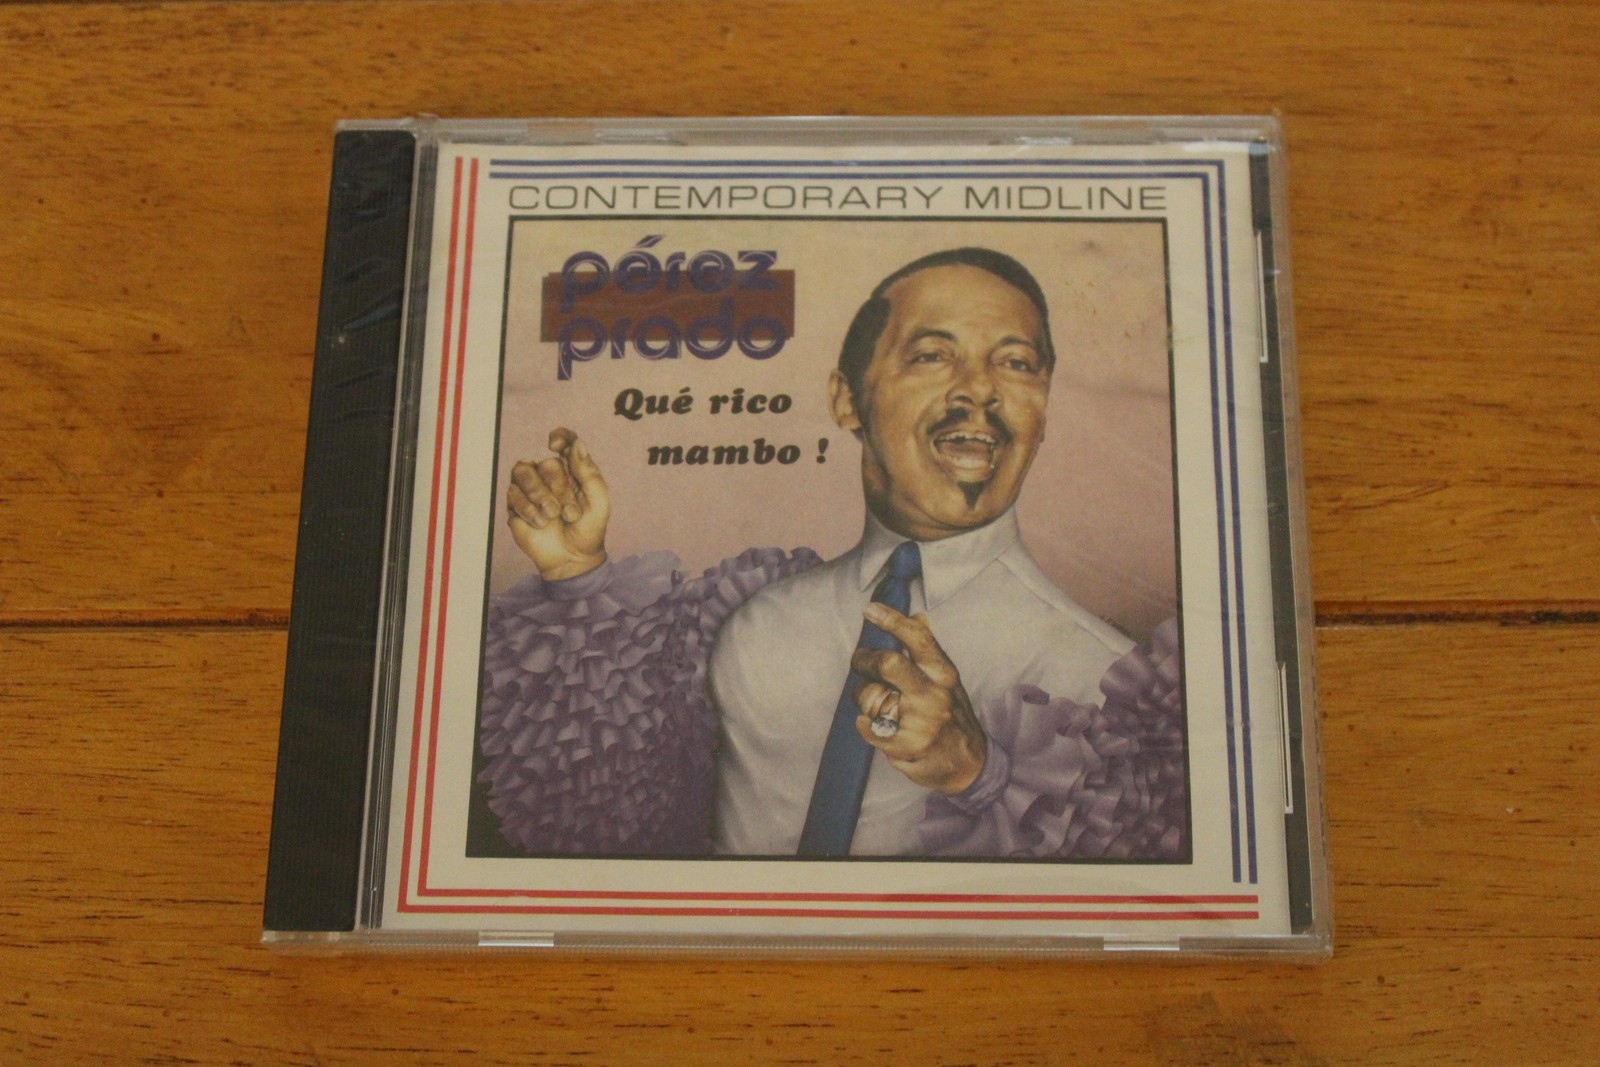 CONTEMPORARY MIDLINE
pérez
prado
Qué rico
mambo !